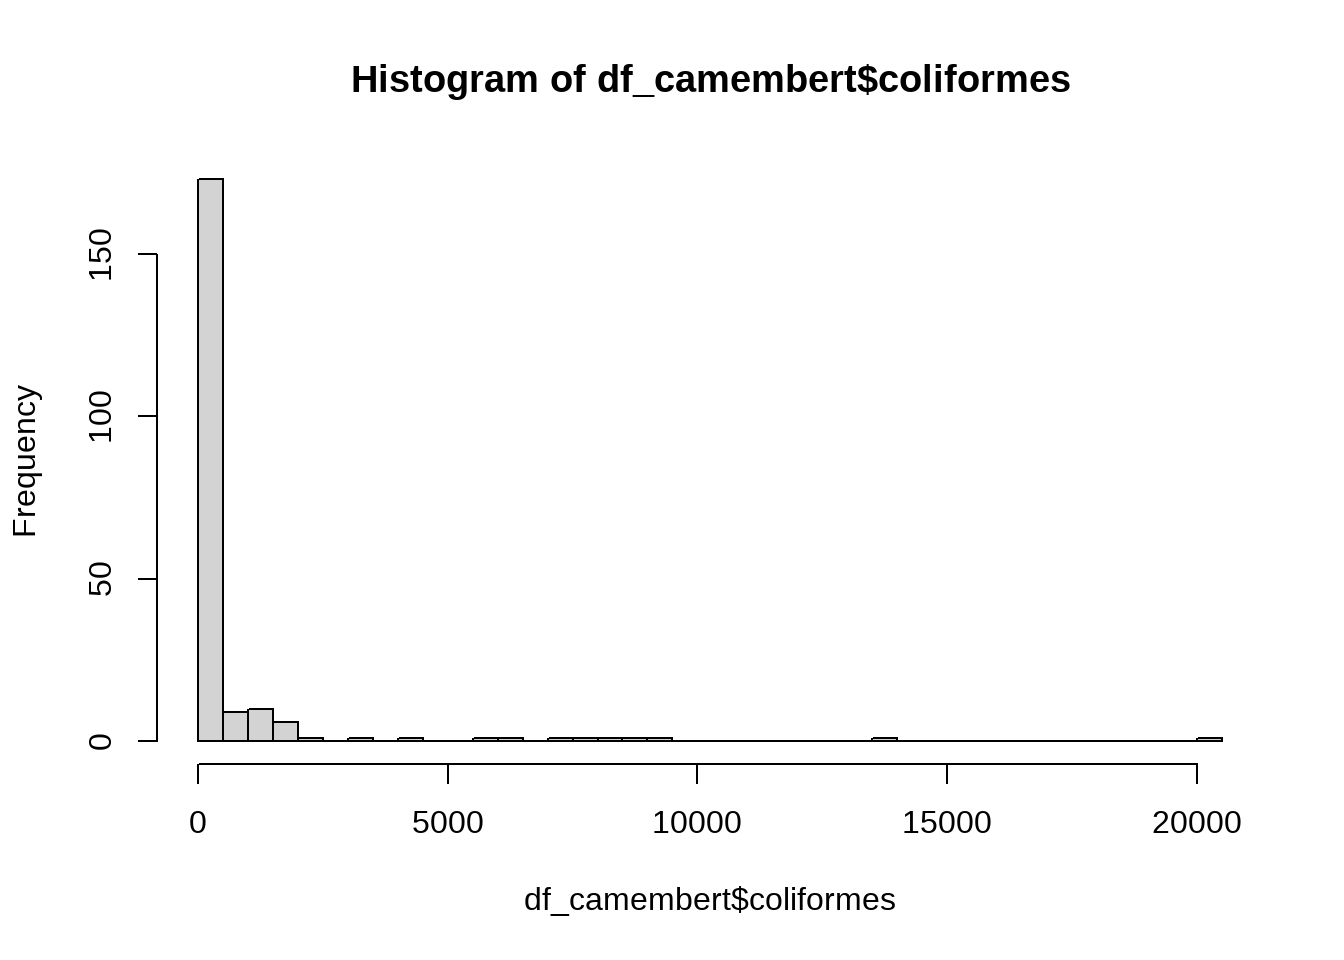 Histogram of df_camembert$coliformes
Frequency
150
100
50
0
0 5000 10000 15000 20000
df_camembert$coliformes